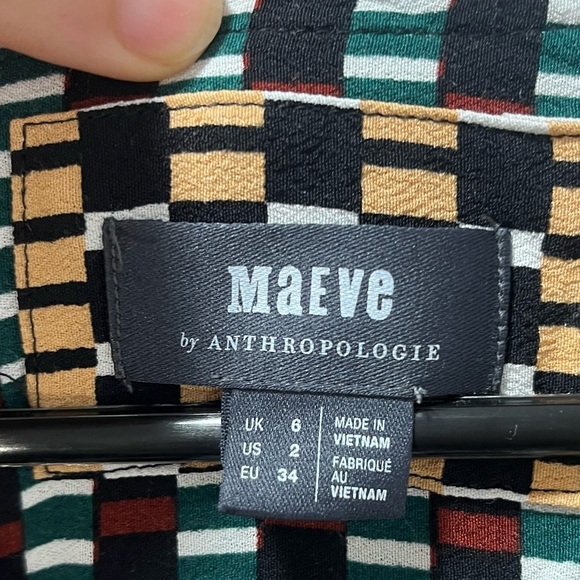 MaEVe
by ANTHROPOLOGIE
UK 6
US 2
EU 34
MADE IN
VIETNAM
FABRIQUÉ
AU
VIETNAM